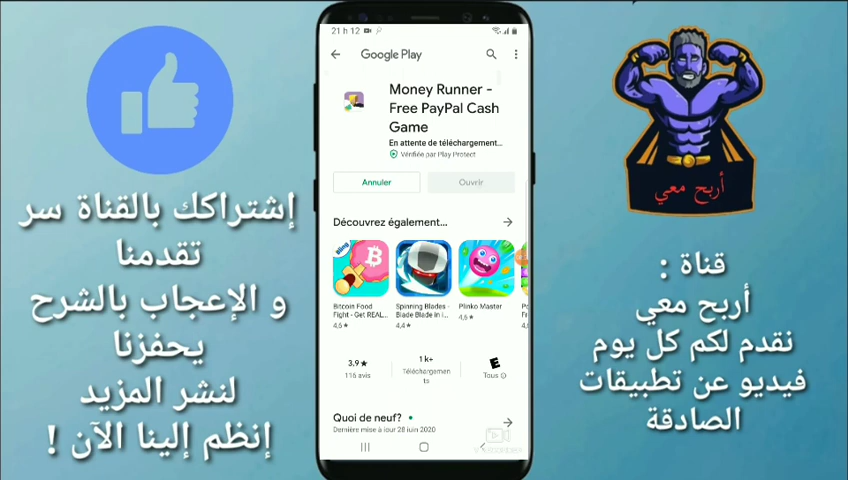 إشتراكك بالقناة سر
تقدمنا
و الإعجاب بالشرح
يحفزنا
لنشر المزيد
إنظم إلينا الآن !
21 h 12
Google Play
Money Runner -
Free PayPal Cash
Game
En attente de téléchargement...
Vérifiée par Play Protect
Annuler
Ouvrir
Découvrez également...
Bling
Bitcoin Food
Fight - Get REAL...
4,6★
Spinning Blades -
Blade Blade in i...
4,4★
Plinko Master
4,6★
3,9★
116 avis
1 k+
Téléchargemen
ts
E
Tous
Quoi de neuf?
Dernière mise à jour 28 juin 2020
أربح معي
قناة :
أربح معي
نقدم لكم كل يوم
فيديو عن تطبيقات
الصادقة